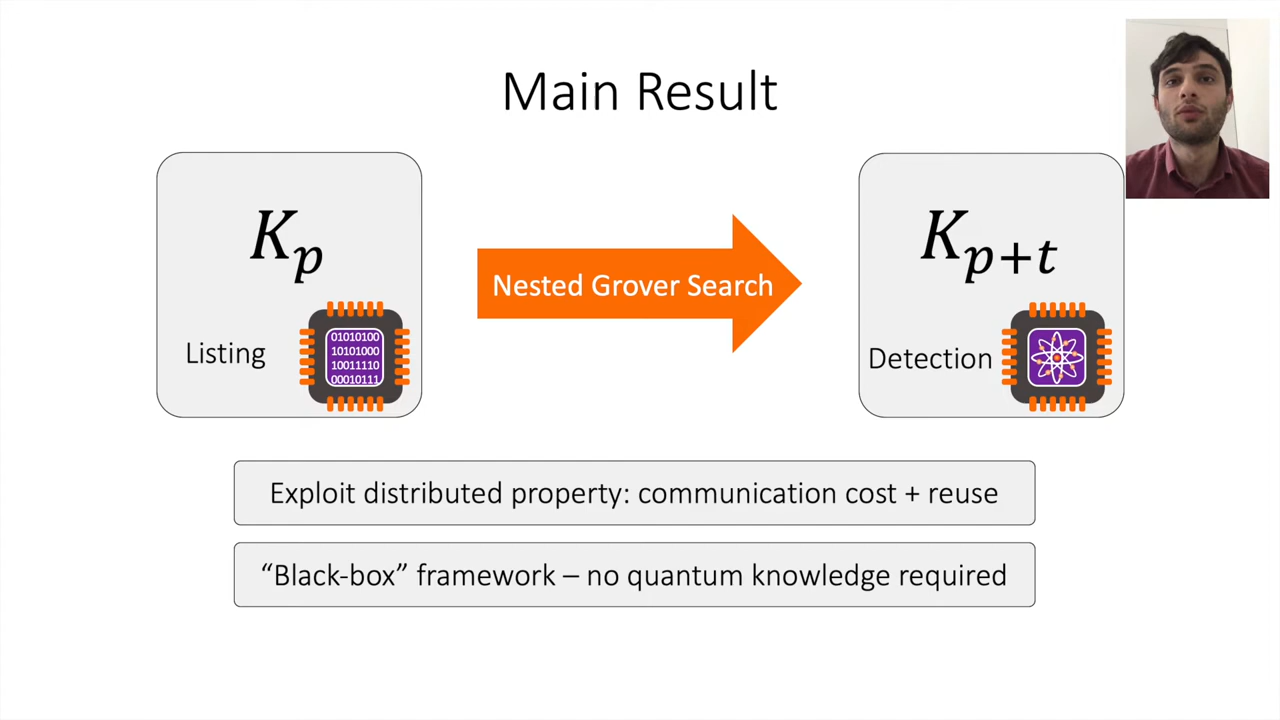 Main Result
K_p
Listing
01010100
10101000
10011110
00010111
Nested Grover Search
K_{p+t}
Detection
Exploit distributed property: communication cost + reuse
“Black-box” framework – no quantum knowledge required